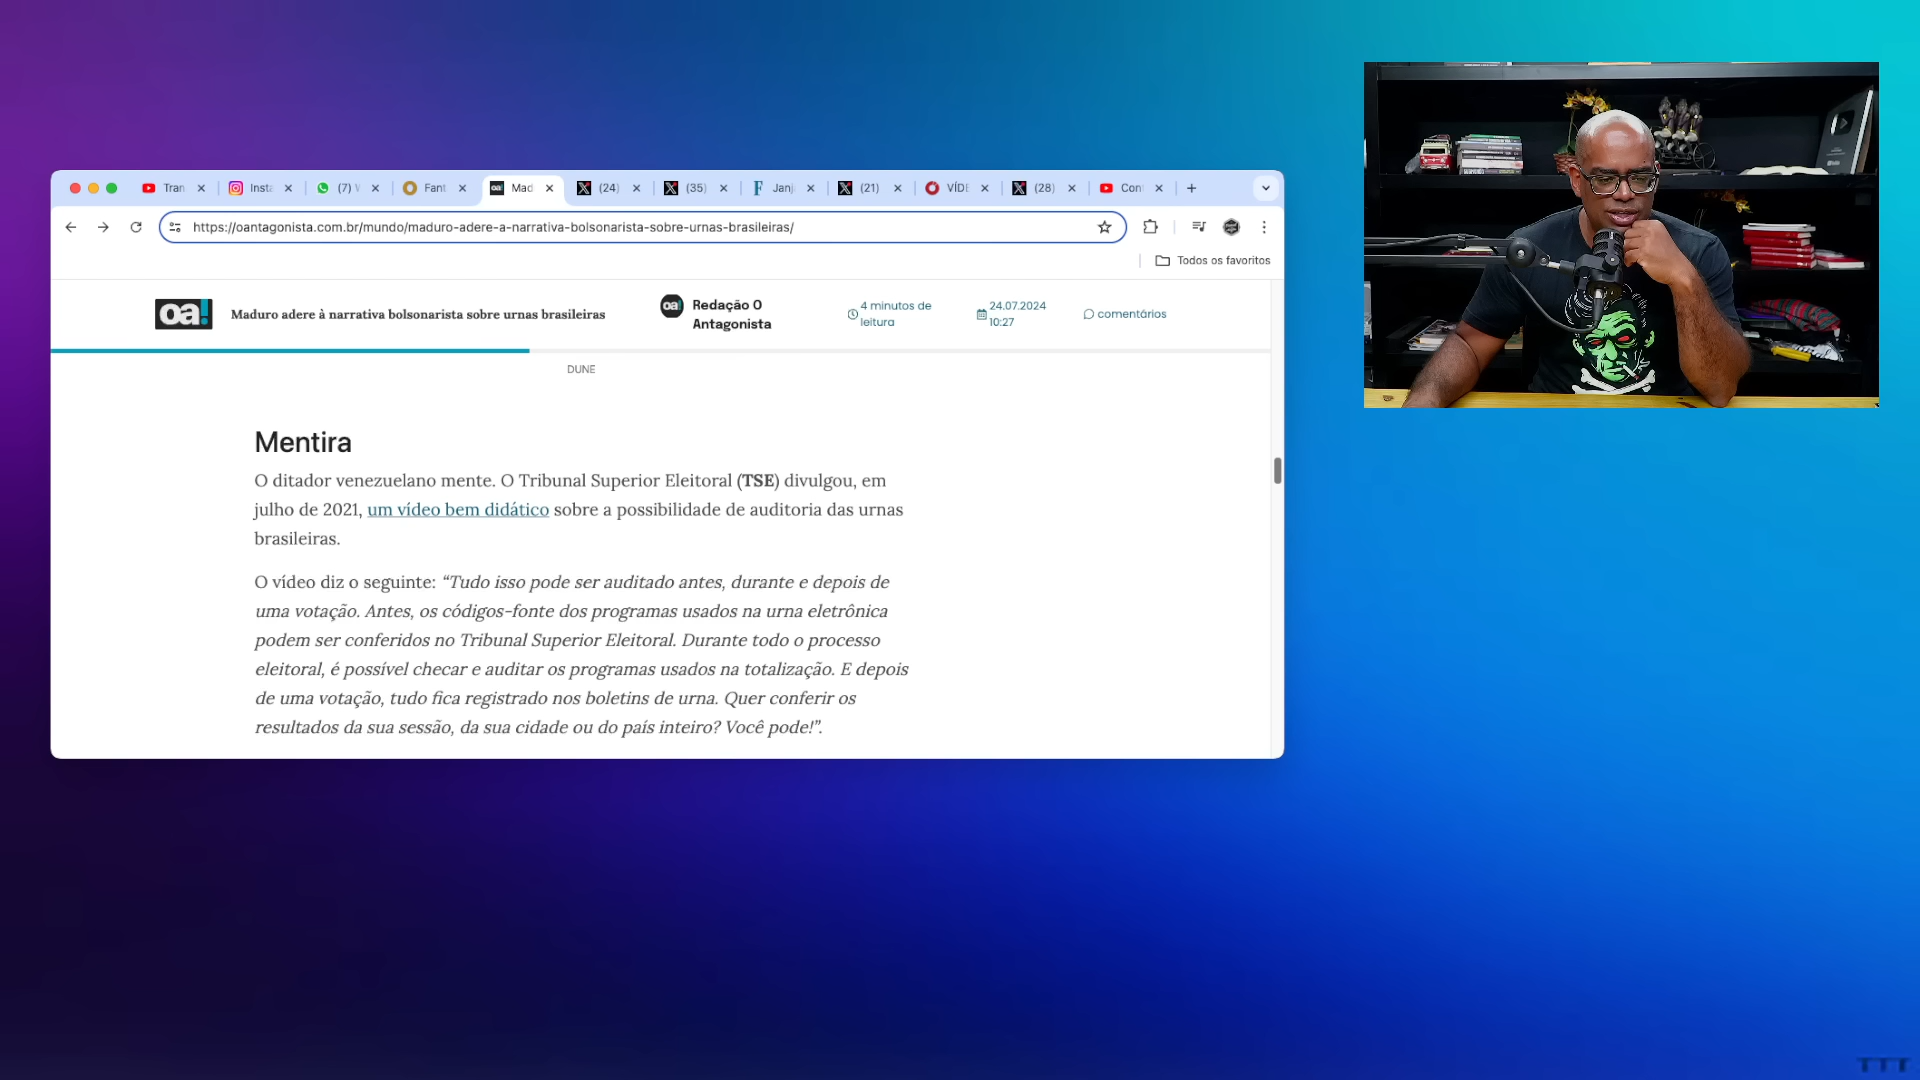 Tran
Insta
(7) W
Fant
Mad
(24)
(35)
Janj
(21)
VÍDE
(28)
Con
https://oantagonista.com.br/mundo/maduro-adere-a-narrativa-bolsonarista-sobre-urnas-brasileiras/
Todos os favoritos
oa!
Maduro adere à narrativa bolsonarista sobre urnas brasileiras
oa!
Redação O
Antagonista
4 minutos de
leitura
24.07.2024
10:27
comentários
DUNE
Mentira
O ditador venezuelano mente. O Tribunal Superior Eleitoral (TSE) divulgou, em
julho de 2021, um vídeo bem didático sobre a possibilidade de auditoria das urnas
brasileiras.
O vídeo diz o seguinte: “Tudo isso pode ser auditado antes, durante e depois de
uma votação. Antes, os códigos-fonte dos programas usados na urna eletrônica
podem ser conferidos no Tribunal Superior Eleitoral. Durante todo o processo
eleitoral, é possível checar e auditar os programas usados na totalização. E depois
de uma votação, tudo fica registrado nos boletins de urna. Quer conferir os
resultados da sua sessão, da sua cidade ou do país inteiro? Você pode!”.
TTT